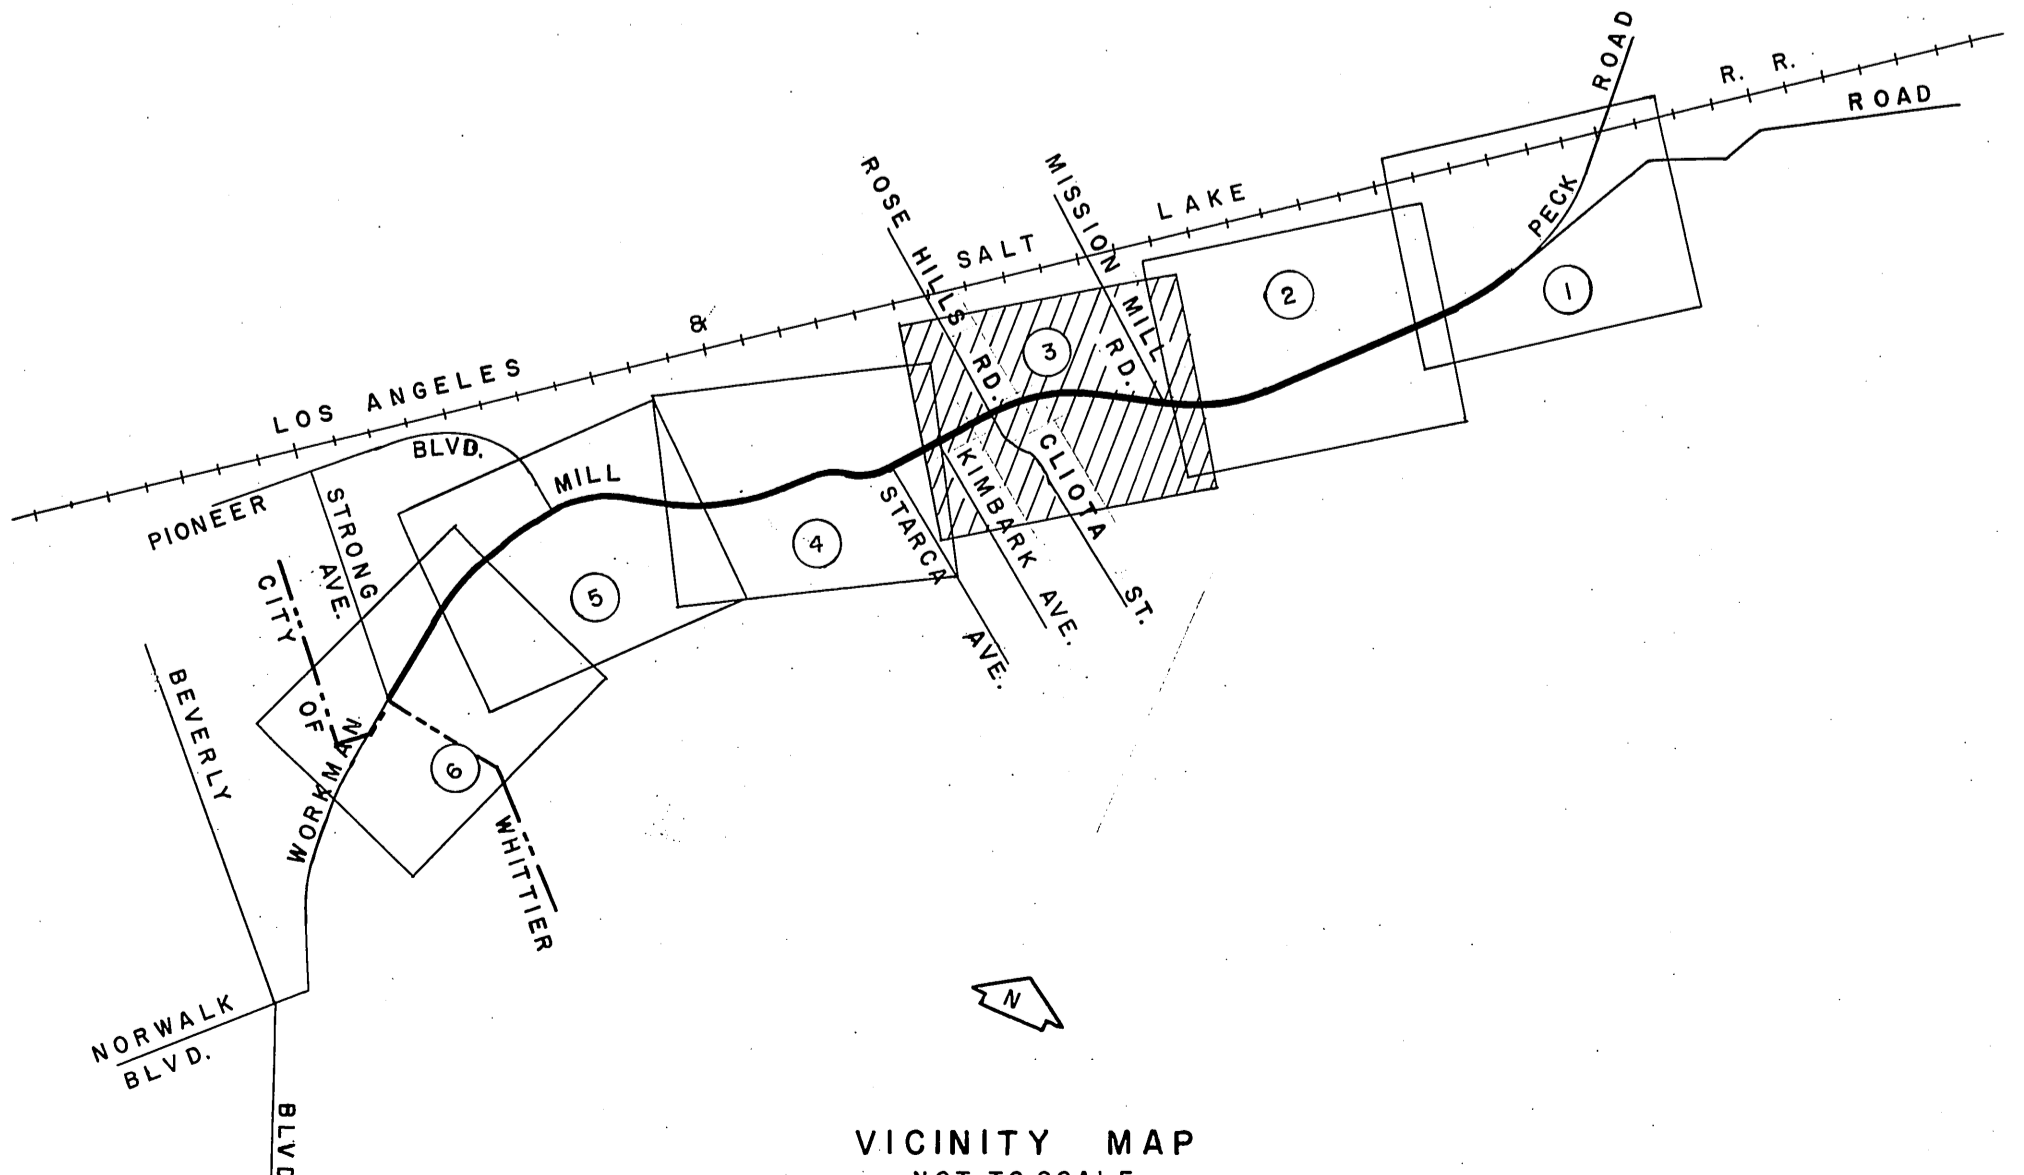 ROAD
R. R.
ROAD
PECK
ROSE HILLS RD.
MISSION MILL RD.
LOS ANGELES & SALT LAKE
1
2
3
4
5
6
PIONEER BLVD.
STRONG AVE.
MILL
STARCA AVE.
KIMBARK AVE.
CLIOTA ST.
CITY OF WHITTIER
WORKMAN
BEVERLY
BLVD
NORWALK
BLVD.
N
VICINITY MAP
NOT TO SCALE